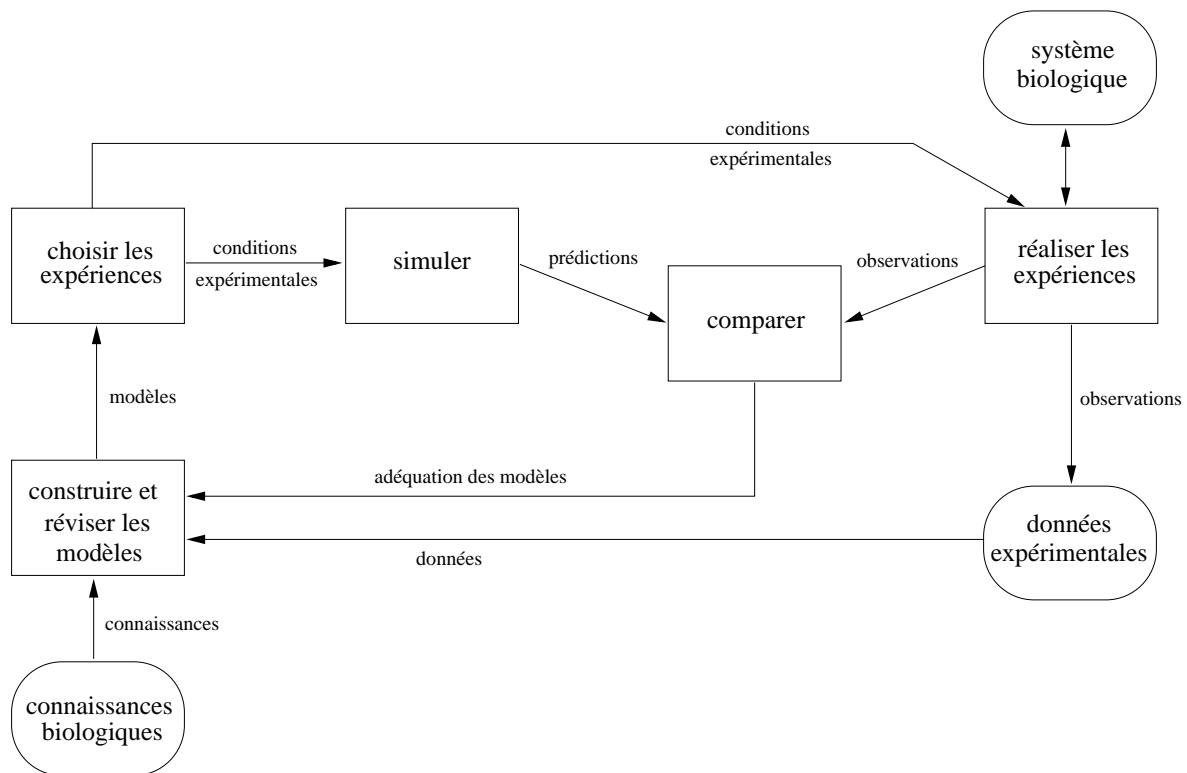 système
biologique
conditions
expérimentales
choisir les
expériences
conditions
expérimentales
simuler
prédictions
comparer
observations
réaliser les
expériences
modèles
observations
adéquation des modèles
construire et
réviser les
modèles
données
données
expérimentales
connaissances
connaissances
biologiques